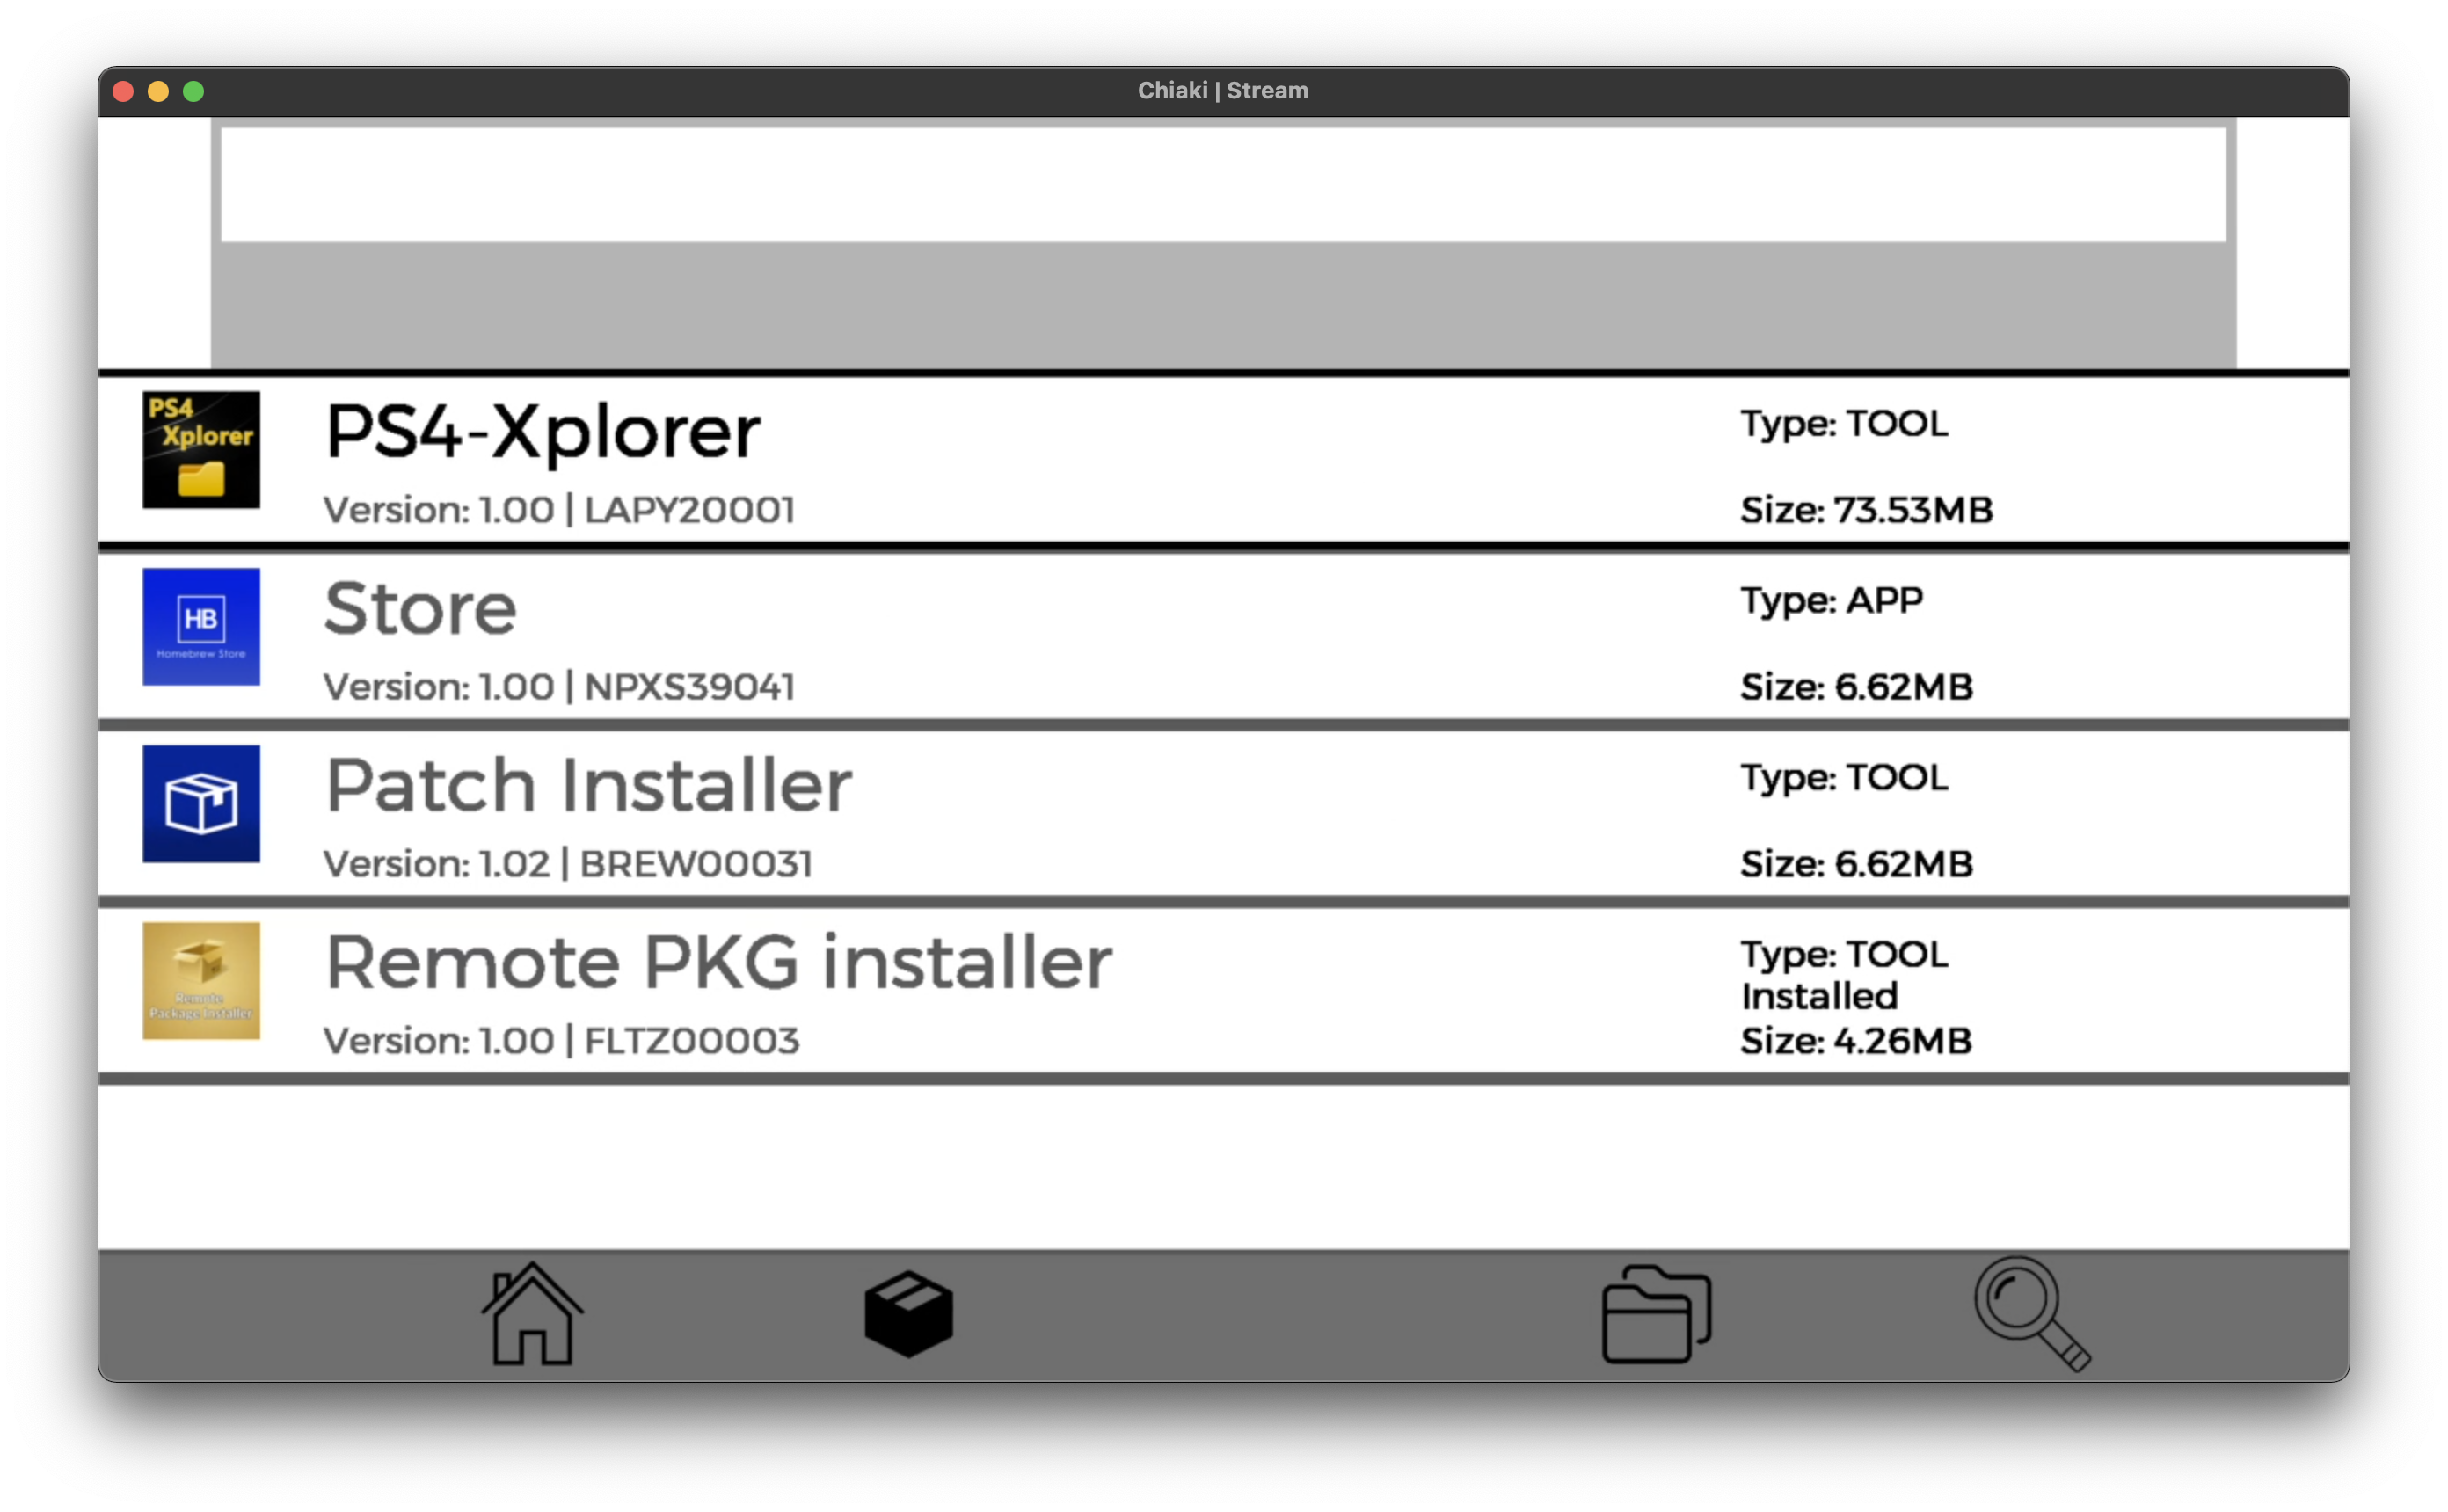 Chiaki | Stream
PS4
Xplorer
PS4-Xplorer
Type: TOOL
Version: 1.00 | LAPY20001
Size: 73.53MB
HB
Homebrew Store
Store
Type: APP
Version: 1.00 | NPXS39041
Size: 6.62MB
Patch Installer
Type: TOOL
Version: 1.02 | BREW00031
Size: 6.62MB
Remote
Package Installer
Remote PKG installer
Type: TOOL
Installed
Version: 1.00 | FLTZ00003
Size: 4.26MB